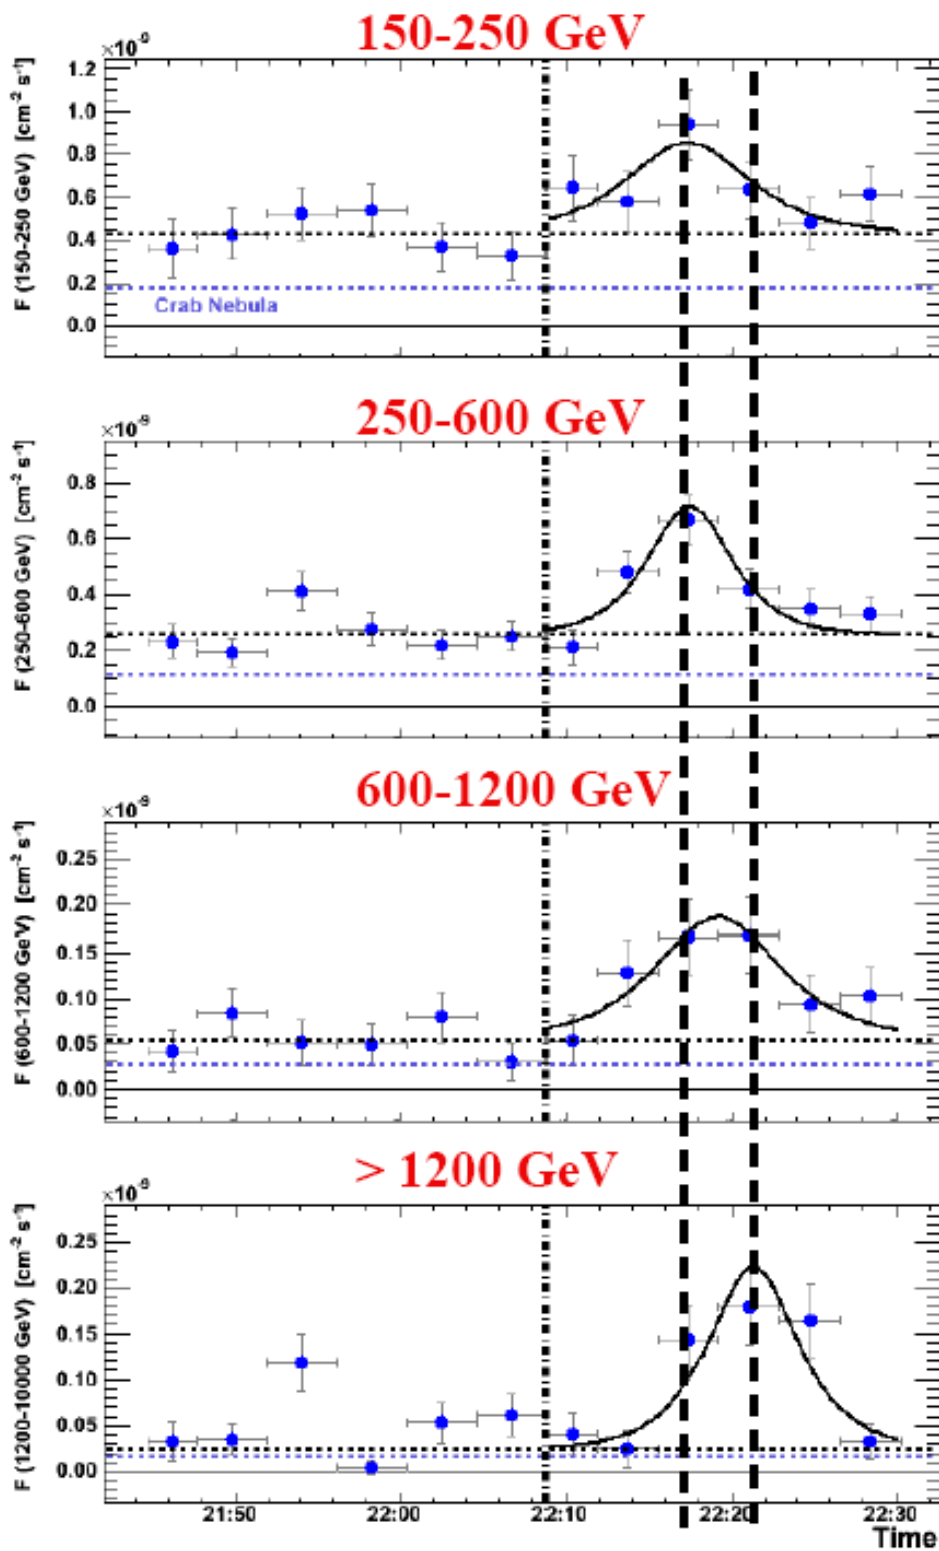 150-250 GeV
×10⁻⁹
F (150-250 GeV) [cm⁻² s⁻¹]
1.2
1.0
0.8
0.6
0.4
0.2
0.0
Crab Nebula
250-600 GeV
×10⁻⁹
F (250-600 GeV) [cm⁻² s⁻¹]
0.8
0.6
0.4
0.2
0.0
600-1200 GeV
×10⁻⁹
F (600-1200 GeV) [cm⁻² s⁻¹]
0.25
0.20
0.15
0.10
0.05
0.00
> 1200 GeV
×10⁻⁹
F (1200-10000 GeV) [cm⁻² s⁻¹]
0.25
0.20
0.15
0.10
0.05
0.00
21:50 22:00 22:10 22:20 22:30
Time